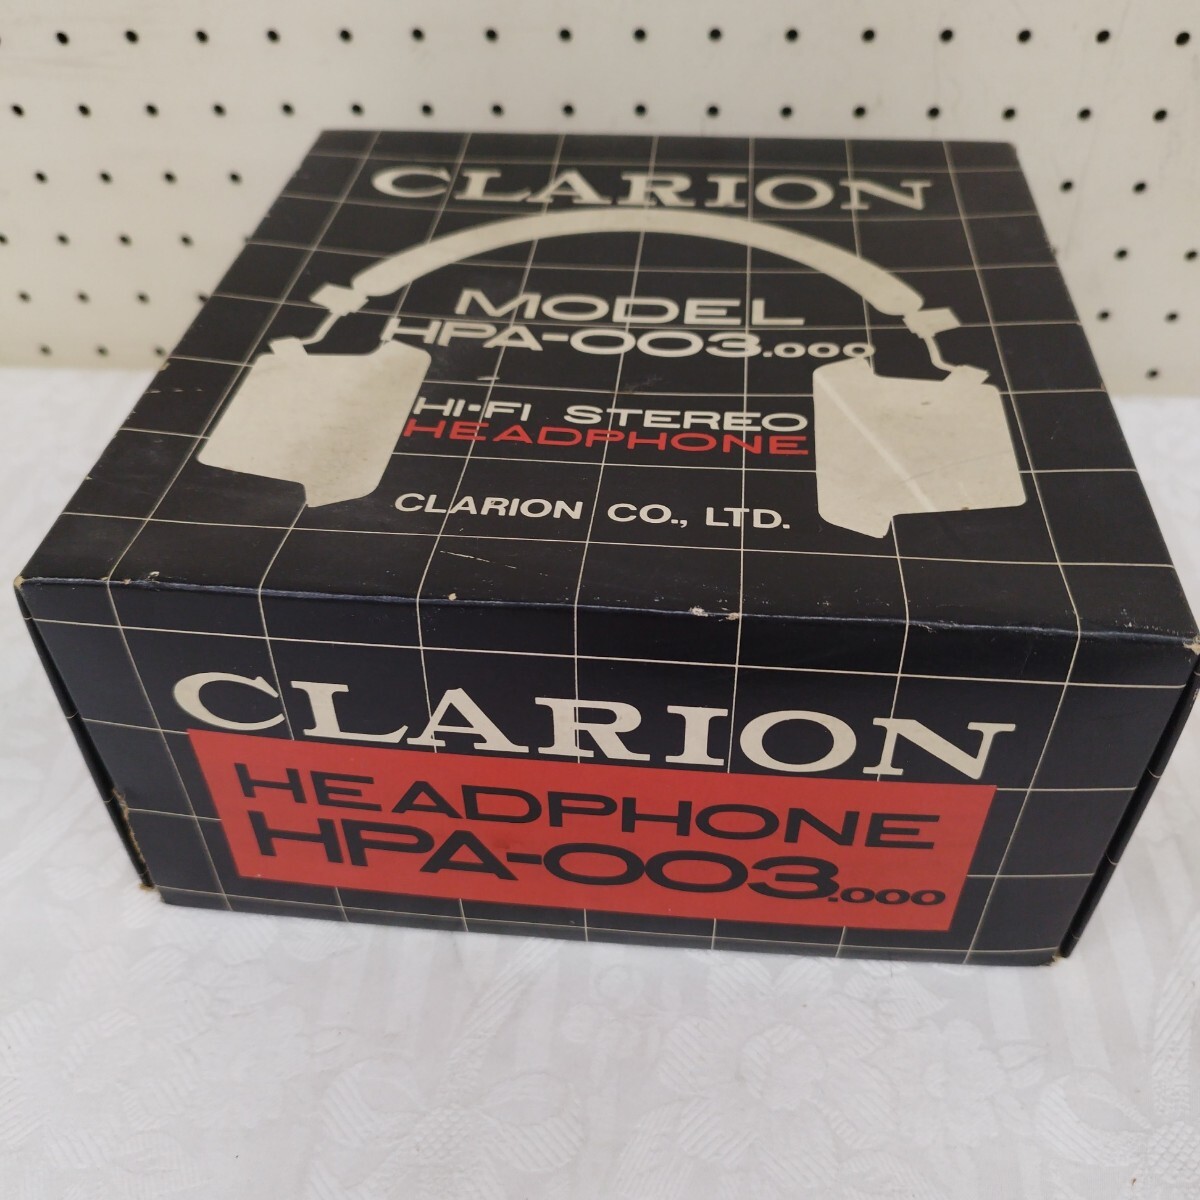 CLARION
MODEL
HPA-003.000
HI-FI STEREO
HEADPHONE
CLARION CO., LTD.
CLARION
HEADPHONE
HPA-003.000